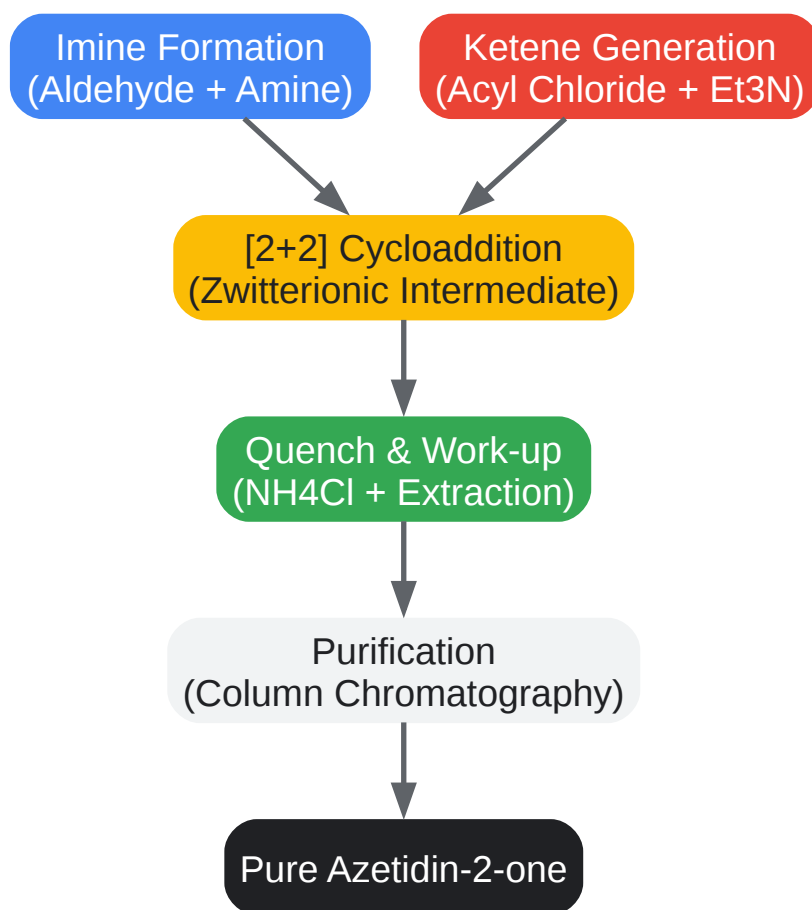 Imine Formation
(Aldehyde + Amine)
Ketene Generation
(Acyl Chloride + Et3N)
[2+2] Cycloaddition
(Zwitterionic Intermediate)
Quench & Work-up
(NH4Cl + Extraction)
Purification
(Column Chromatography)
Pure Azetidin-2-one